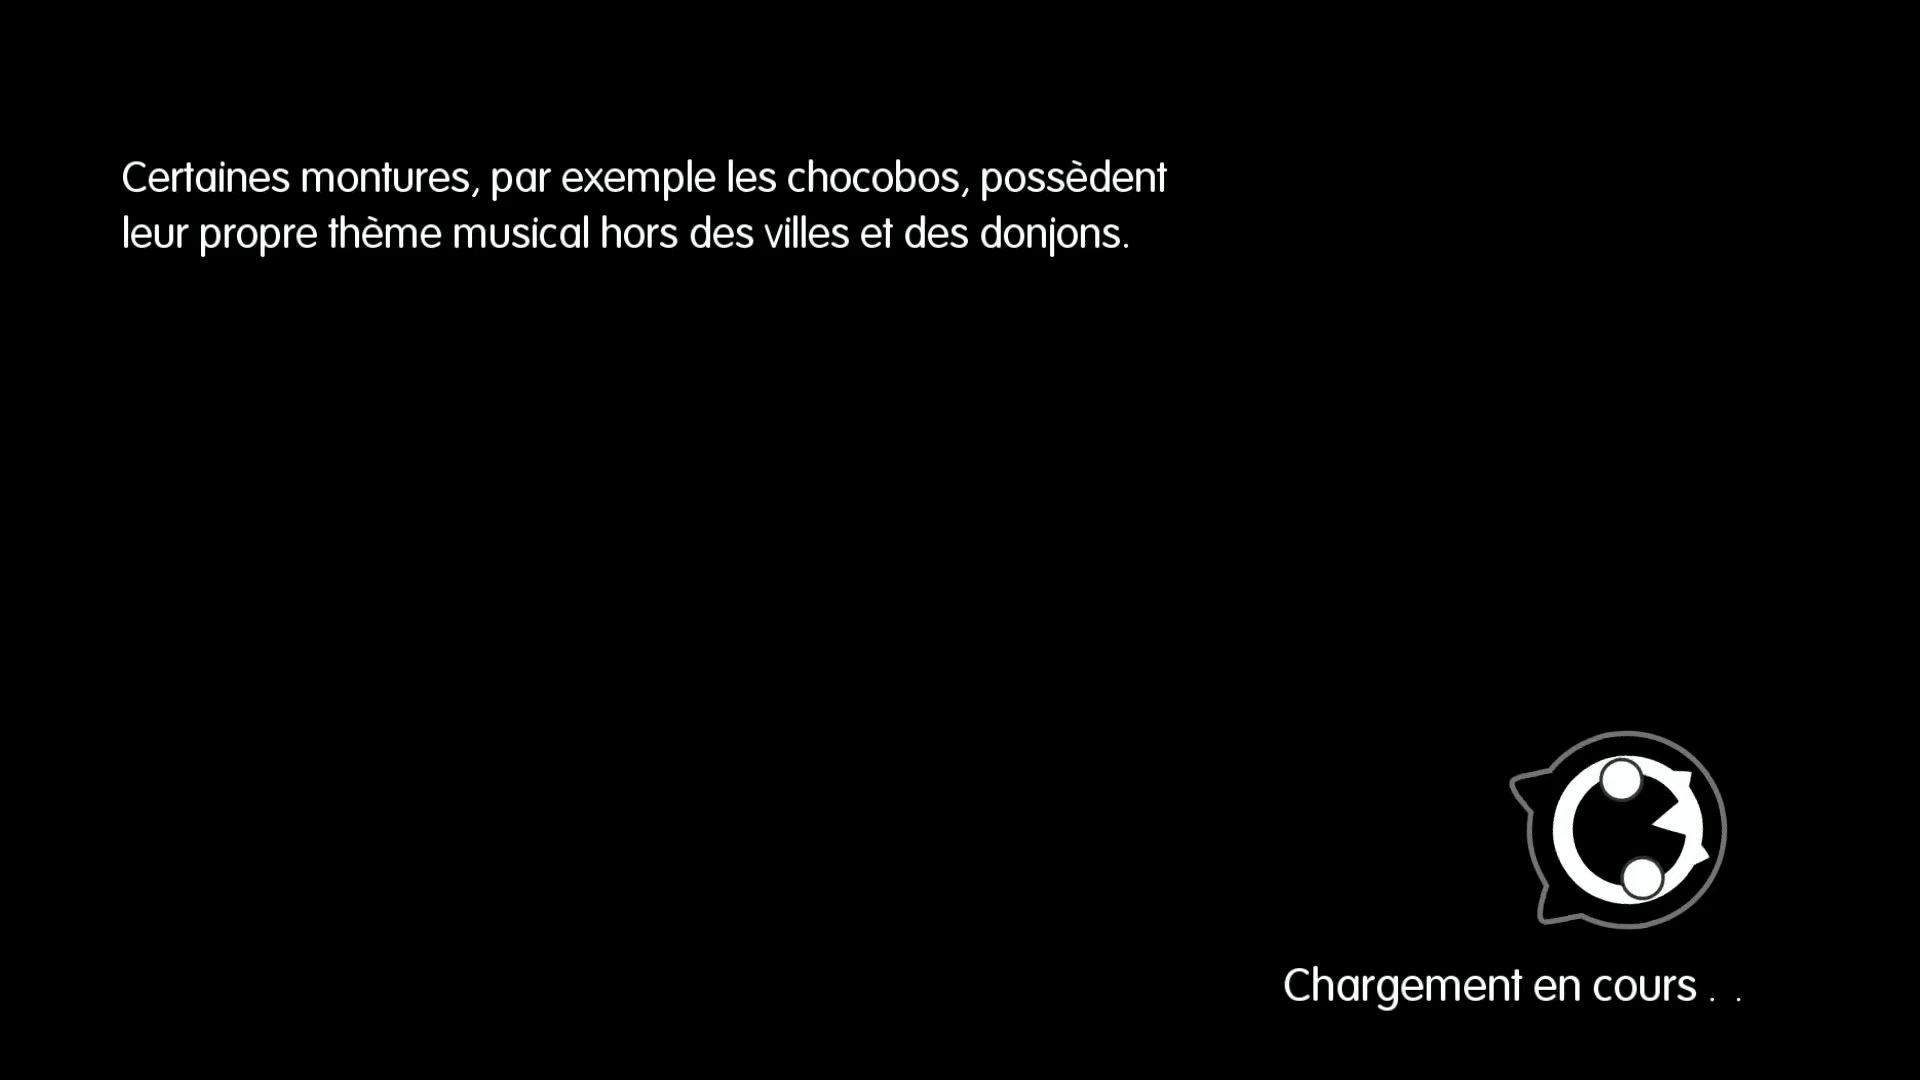 Certaines montures, par exemple les chocobos, possèdent
leur propre thème musical hors des villes et des donjons.
Chargement en cours . .